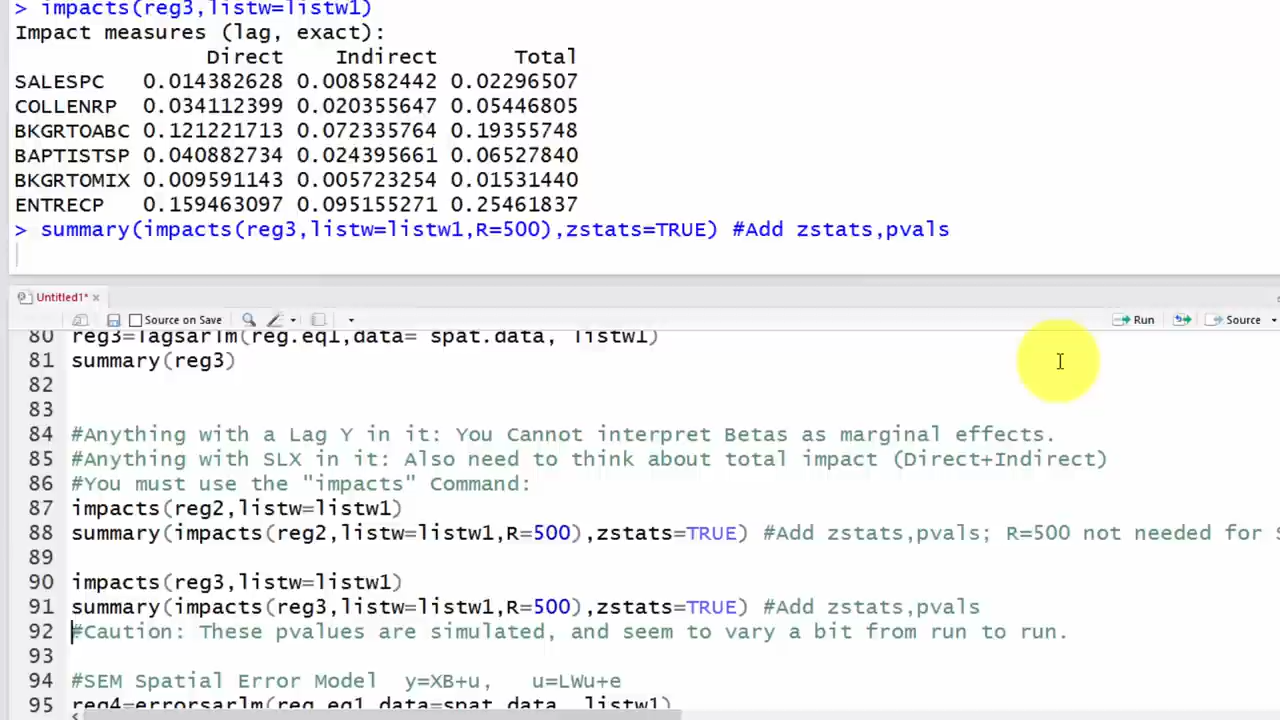 > impacts(reg3,listw=listw1)
Impact measures (lag, exact):
Direct Indirect Total
SALESPC 0.014382628 0.008582442 0.02296507
COLLENRP 0.034112399 0.020355647 0.05446805
BKGRTOABC 0.121221713 0.072335764 0.19355748
BAPTISTSP 0.040882734 0.024395661 0.06527840
BKGRTOMIX 0.009591143 0.005723254 0.01531440
ENTRECP 0.159463097 0.095155271 0.25461837
> summary(impacts(reg3,listw=listw1,R=500),zstats=TRUE) #Add zstats,pvals
Untitled1*
Source on Save Run Source
80 reg3=lagsarlm(reg.eq1,data= spat.data, listw1)
81 summary(reg3)
82
83
84 #Anything with a Lag Y in it: You Cannot interpret Betas as marginal effects.
85 #Anything with SLX in it: Also need to think about total impact (Direct+Indirect)
86 #You must use the "impacts" Command:
87 impacts(reg2,listw=listw1)
88 summary(impacts(reg2,listw=listw1,R=500),zstats=TRUE) #Add zstats,pvals; R=500 not needed for
89
90 impacts(reg3,listw=listw1)
91 summary(impacts(reg3,listw=listw1,R=500),zstats=TRUE) #Add zstats,pvals
92 #Caution: These pvalues are simulated, and seem to vary a bit from run to run.
93
94 #SEM Spatial Error Model y=XB+u, u=LWu+e
95 reg4=errorsarlm(reg.eq1,data=spat.data, listw1)